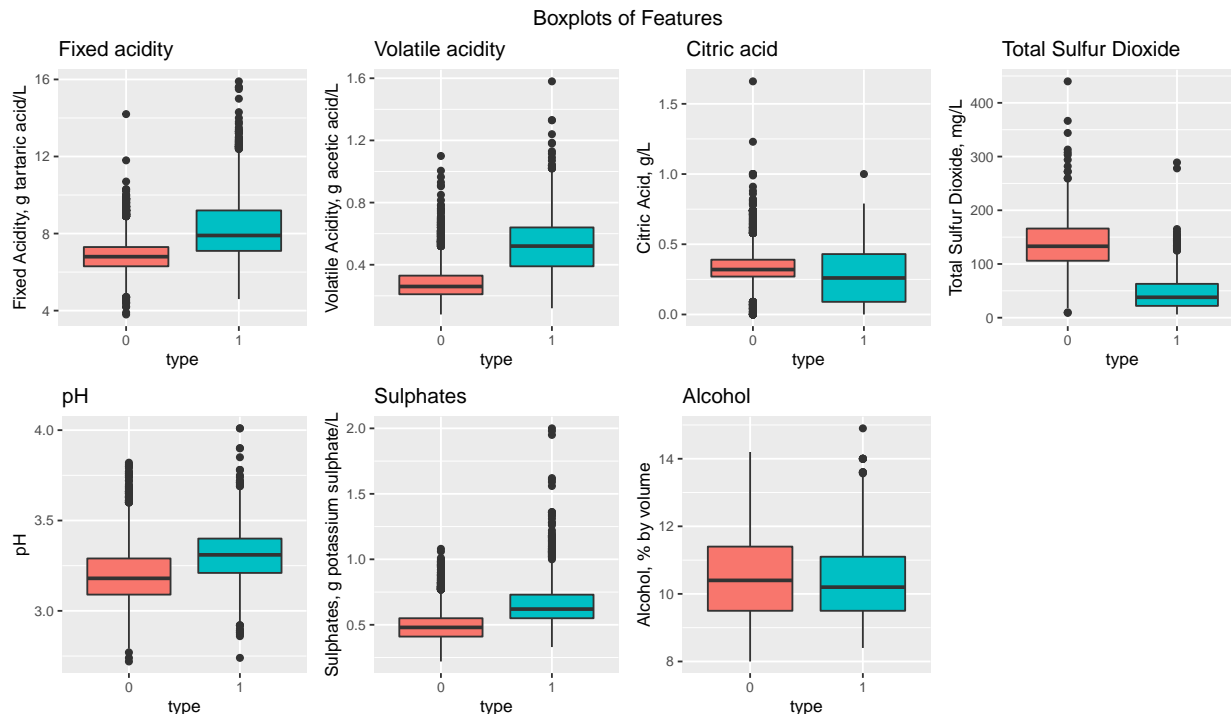 Boxplots of Features
Fixed acidity
Fixed Acidity, g tartaric acid/L
16
12
8
4
0 1
type
Volatile acidity
Volatile Acidity, g acetic acid/L
1.6
1.2
0.8
0.4
0 1
type
Citric acid
Citric Acid, g/L
1.5
1.0
0.5
0.0
0 1
type
Total Sulfur Dioxide
Total Sulfur Dioxide, mg/L
400
300
200
100
0
0 1
type
pH
pH
4.0
3.5
3.0
0 1
type
Sulphates
Sulphates, g potassium sulphate/L
2.0
1.5
1.0
0.5
0 1
type
Alcohol
Alcohol, % by volume
14
12
10
8
0 1
type